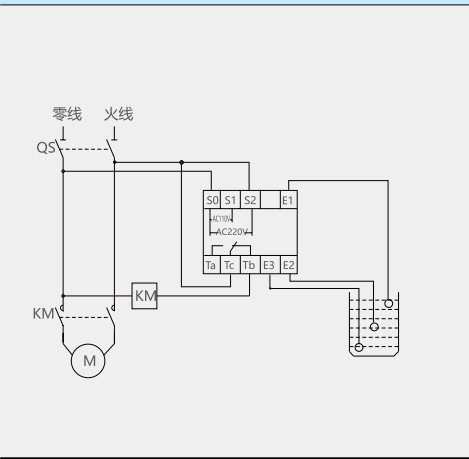 零线 火线
QS
S0 S1 S2 E1
AC110V
AC220V
Ta Tc Tb E3 E2
KM
KM
M